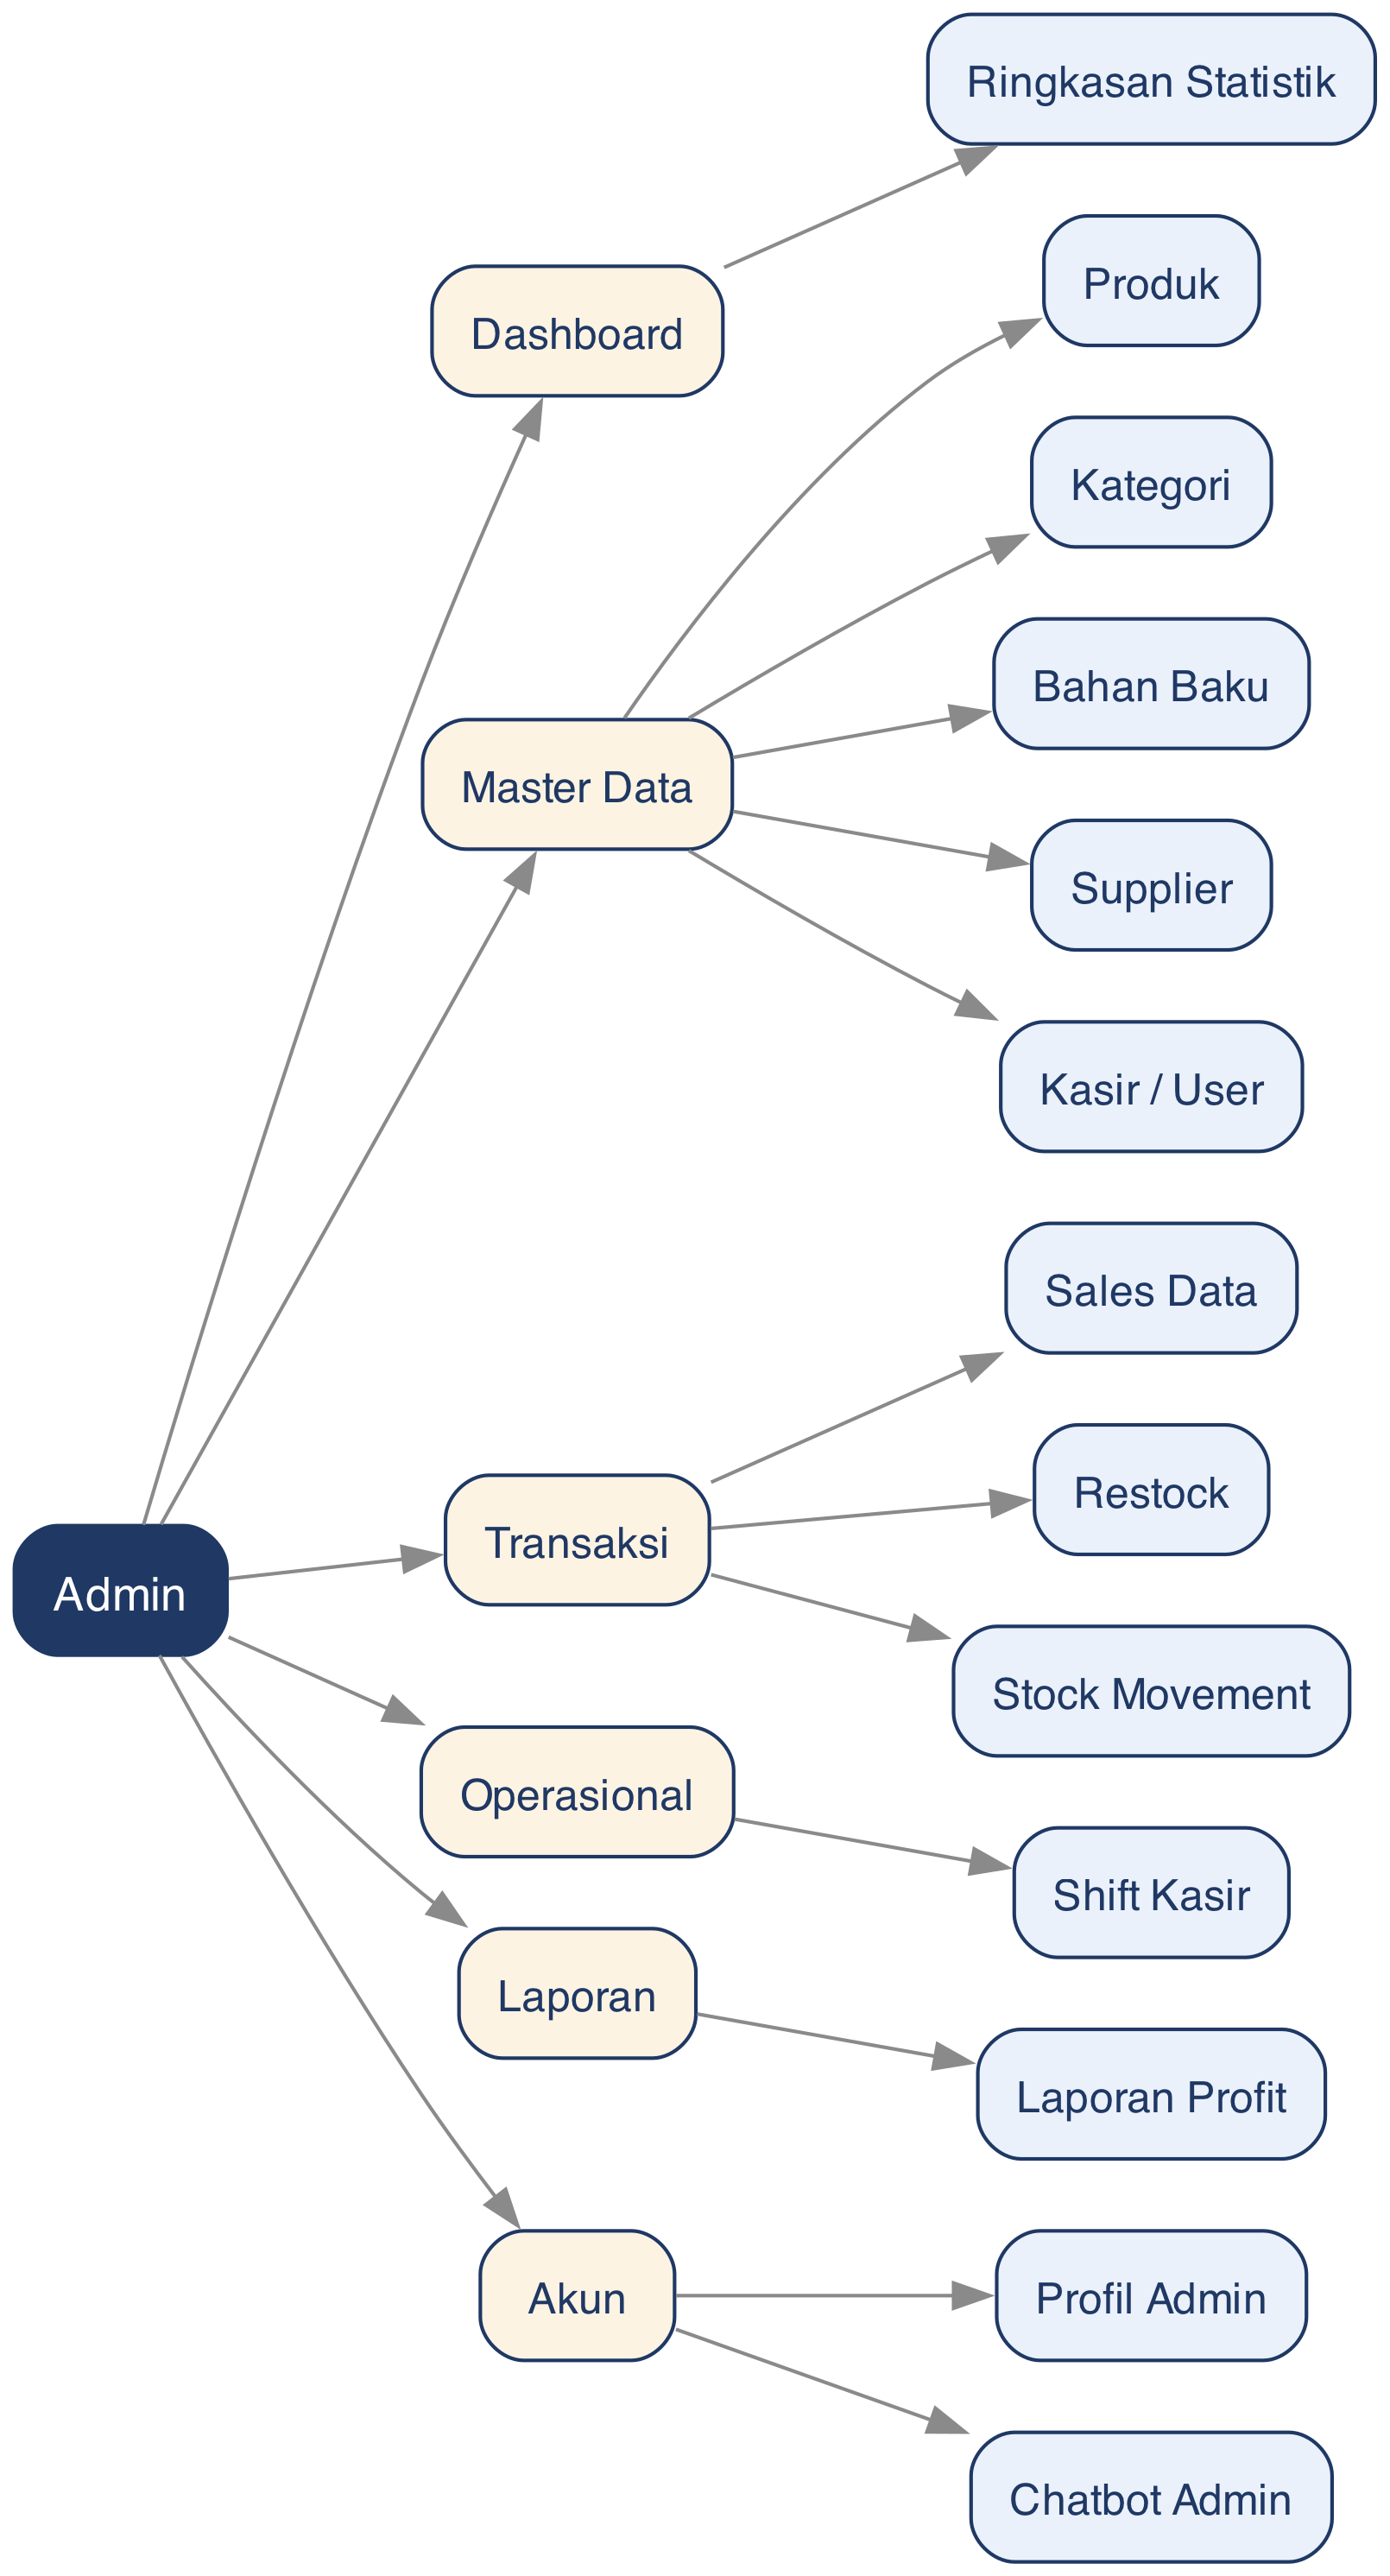 Admin
Dashboard
Ringkasan Statistik
Master Data
Produk
Kategori
Bahan Baku
Supplier
Kasir / User
Transaksi
Sales Data
Restock
Stock Movement
Operasional
Shift Kasir
Laporan
Laporan Profit
Akun
Profil Admin
Chatbot Admin